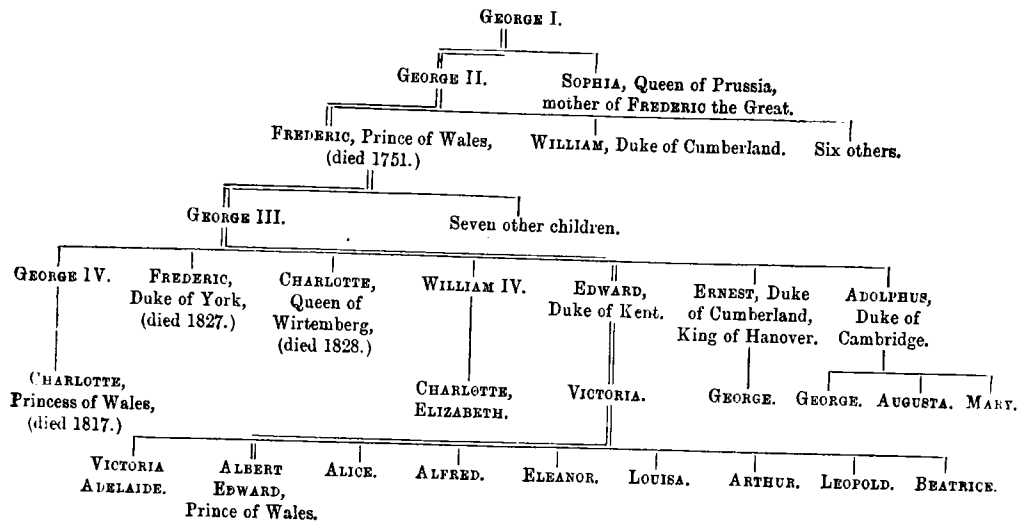 GEORGE I.
GEORGE II.
SOPHIA, Queen of Prussia,
mother of FREDERIC the Great.
FREDERIC, Prince of Wales,
(died 1751.)
WILLIAM, Duke of Cumberland.
Six others.
GEORGE III.
Seven other children.
GEORGE IV.
FREDERIC,
Duke of York,
(died 1827.)
CHARLOTTE,
Queen of
Wirtemberg,
(died 1828.)
WILLIAM IV.
EDWARD,
Duke of Kent.
ERNEST, Duke
of Cumberland,
King of Hanover.
ADOLPHUS,
Duke of
Cambridge.
CHARLOTTE,
Princess of Wales,
(died 1817.)
CHARLOTTE,
ELIZABETH.
VICTORIA.
GEORGE.
GEORGE.
AUGUSTA.
MARY.
VICTORIA
ADELAIDE.
ALBERT
EDWARD,
Prince of Wales.
ALICE.
ALFRED.
ELEANOR.
LOUISA.
ARTHUR.
LEOPOLD.
BEATRICE.